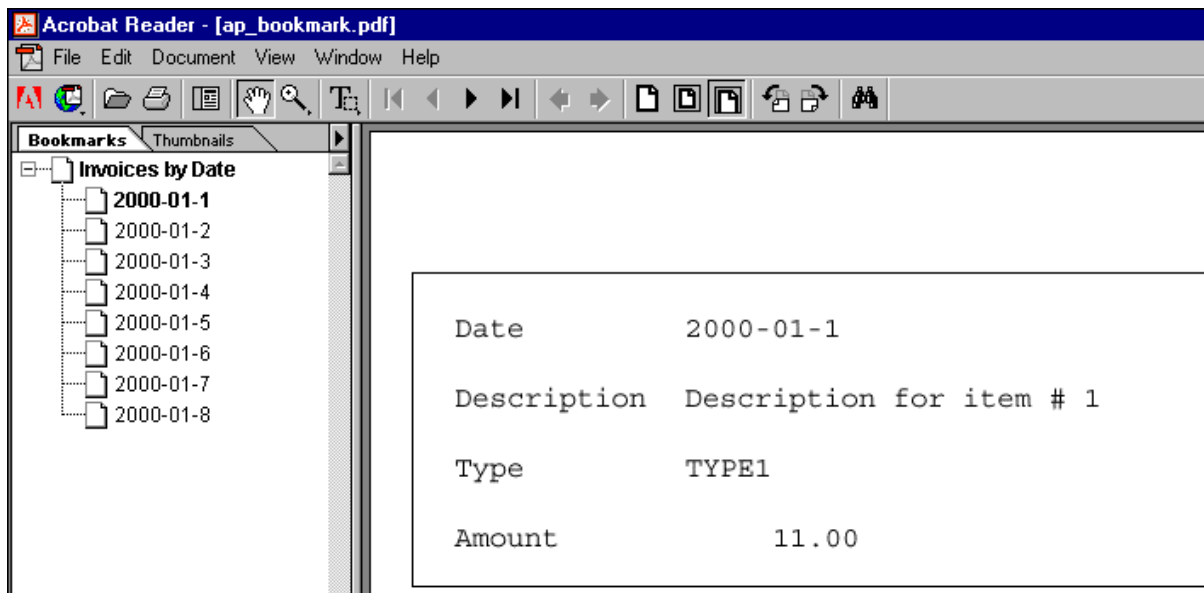 Acrobat Reader - [ap_bookmark.pdf]
File Edit Document View Window Help
Bookmarks Thumbnails
Invoices by Date
2000-01-1
2000-01-2
2000-01-3
2000-01-4
2000-01-5
2000-01-6
2000-01-7
2000-01-8
Date 2000-01-1
Description Description for item # 1
Type TYPE1
Amount 11.00